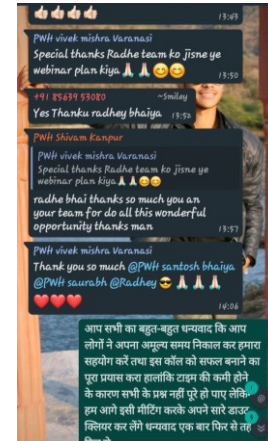 👍🏻👍🏻👍🏻👍🏻
13:43
PWH vivek mishra Varanasi
Special thanks Radhe team ko jisne ye
webinar plan kiya🙏🙏😊😊
13:50
+91 85639 53080 ~Smiley
Yes Thanku radhey bhaiya 13:52
PWH Shivam Kanpur
PWH vivek mishra Varanasi
Special thanks Radhe team ko jisne ye
webinar plan kiya🙏🙏😊😊
radhe bhai thanks so much you an
your team for do all this wonderful
opportunity thanks man
13:57
PWH vivek mishra Varanasi
Thank you so much @PWH santosh bhaiya
@PWH saurabh @Radhey 😎 🙏🙏🙏
❤️❤️❤️
14:06
आप सभी का बहुत-बहुत धन्यवाद कि आप
लोगों ने अपना अमूल्य समय निकाल कर हमारा
सहयोग करें तथा इस कॉल को सफल बनाने का
पूरा प्रयास करा हालांकि टाइम की कमी होने
के कारण सभी के प्रश्न नहीं पूरे हो पाए लेकिन
हम आगे इसी मीटिंग करके अपने सारे डाउट
क्लियर कर लेंगे धन्यवाद एक बार फिर से